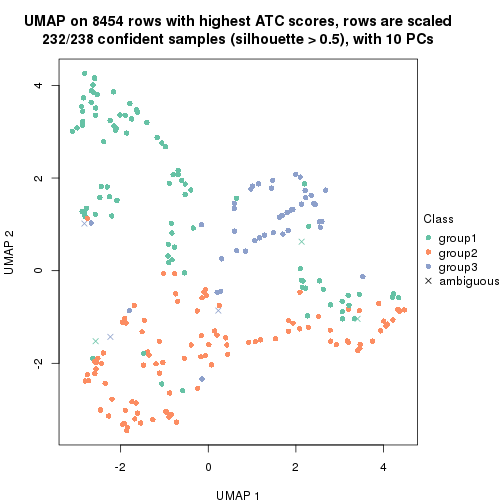 UMAP on 8454 rows with highest ATC scores, rows are scaled
232/238 confident samples (silhouette > 0.5), with 10 PCs
4
2
0
-2
UMAP 2
-2
0
2
4
UMAP 1
Class
group1
group2
group3
ambiguous